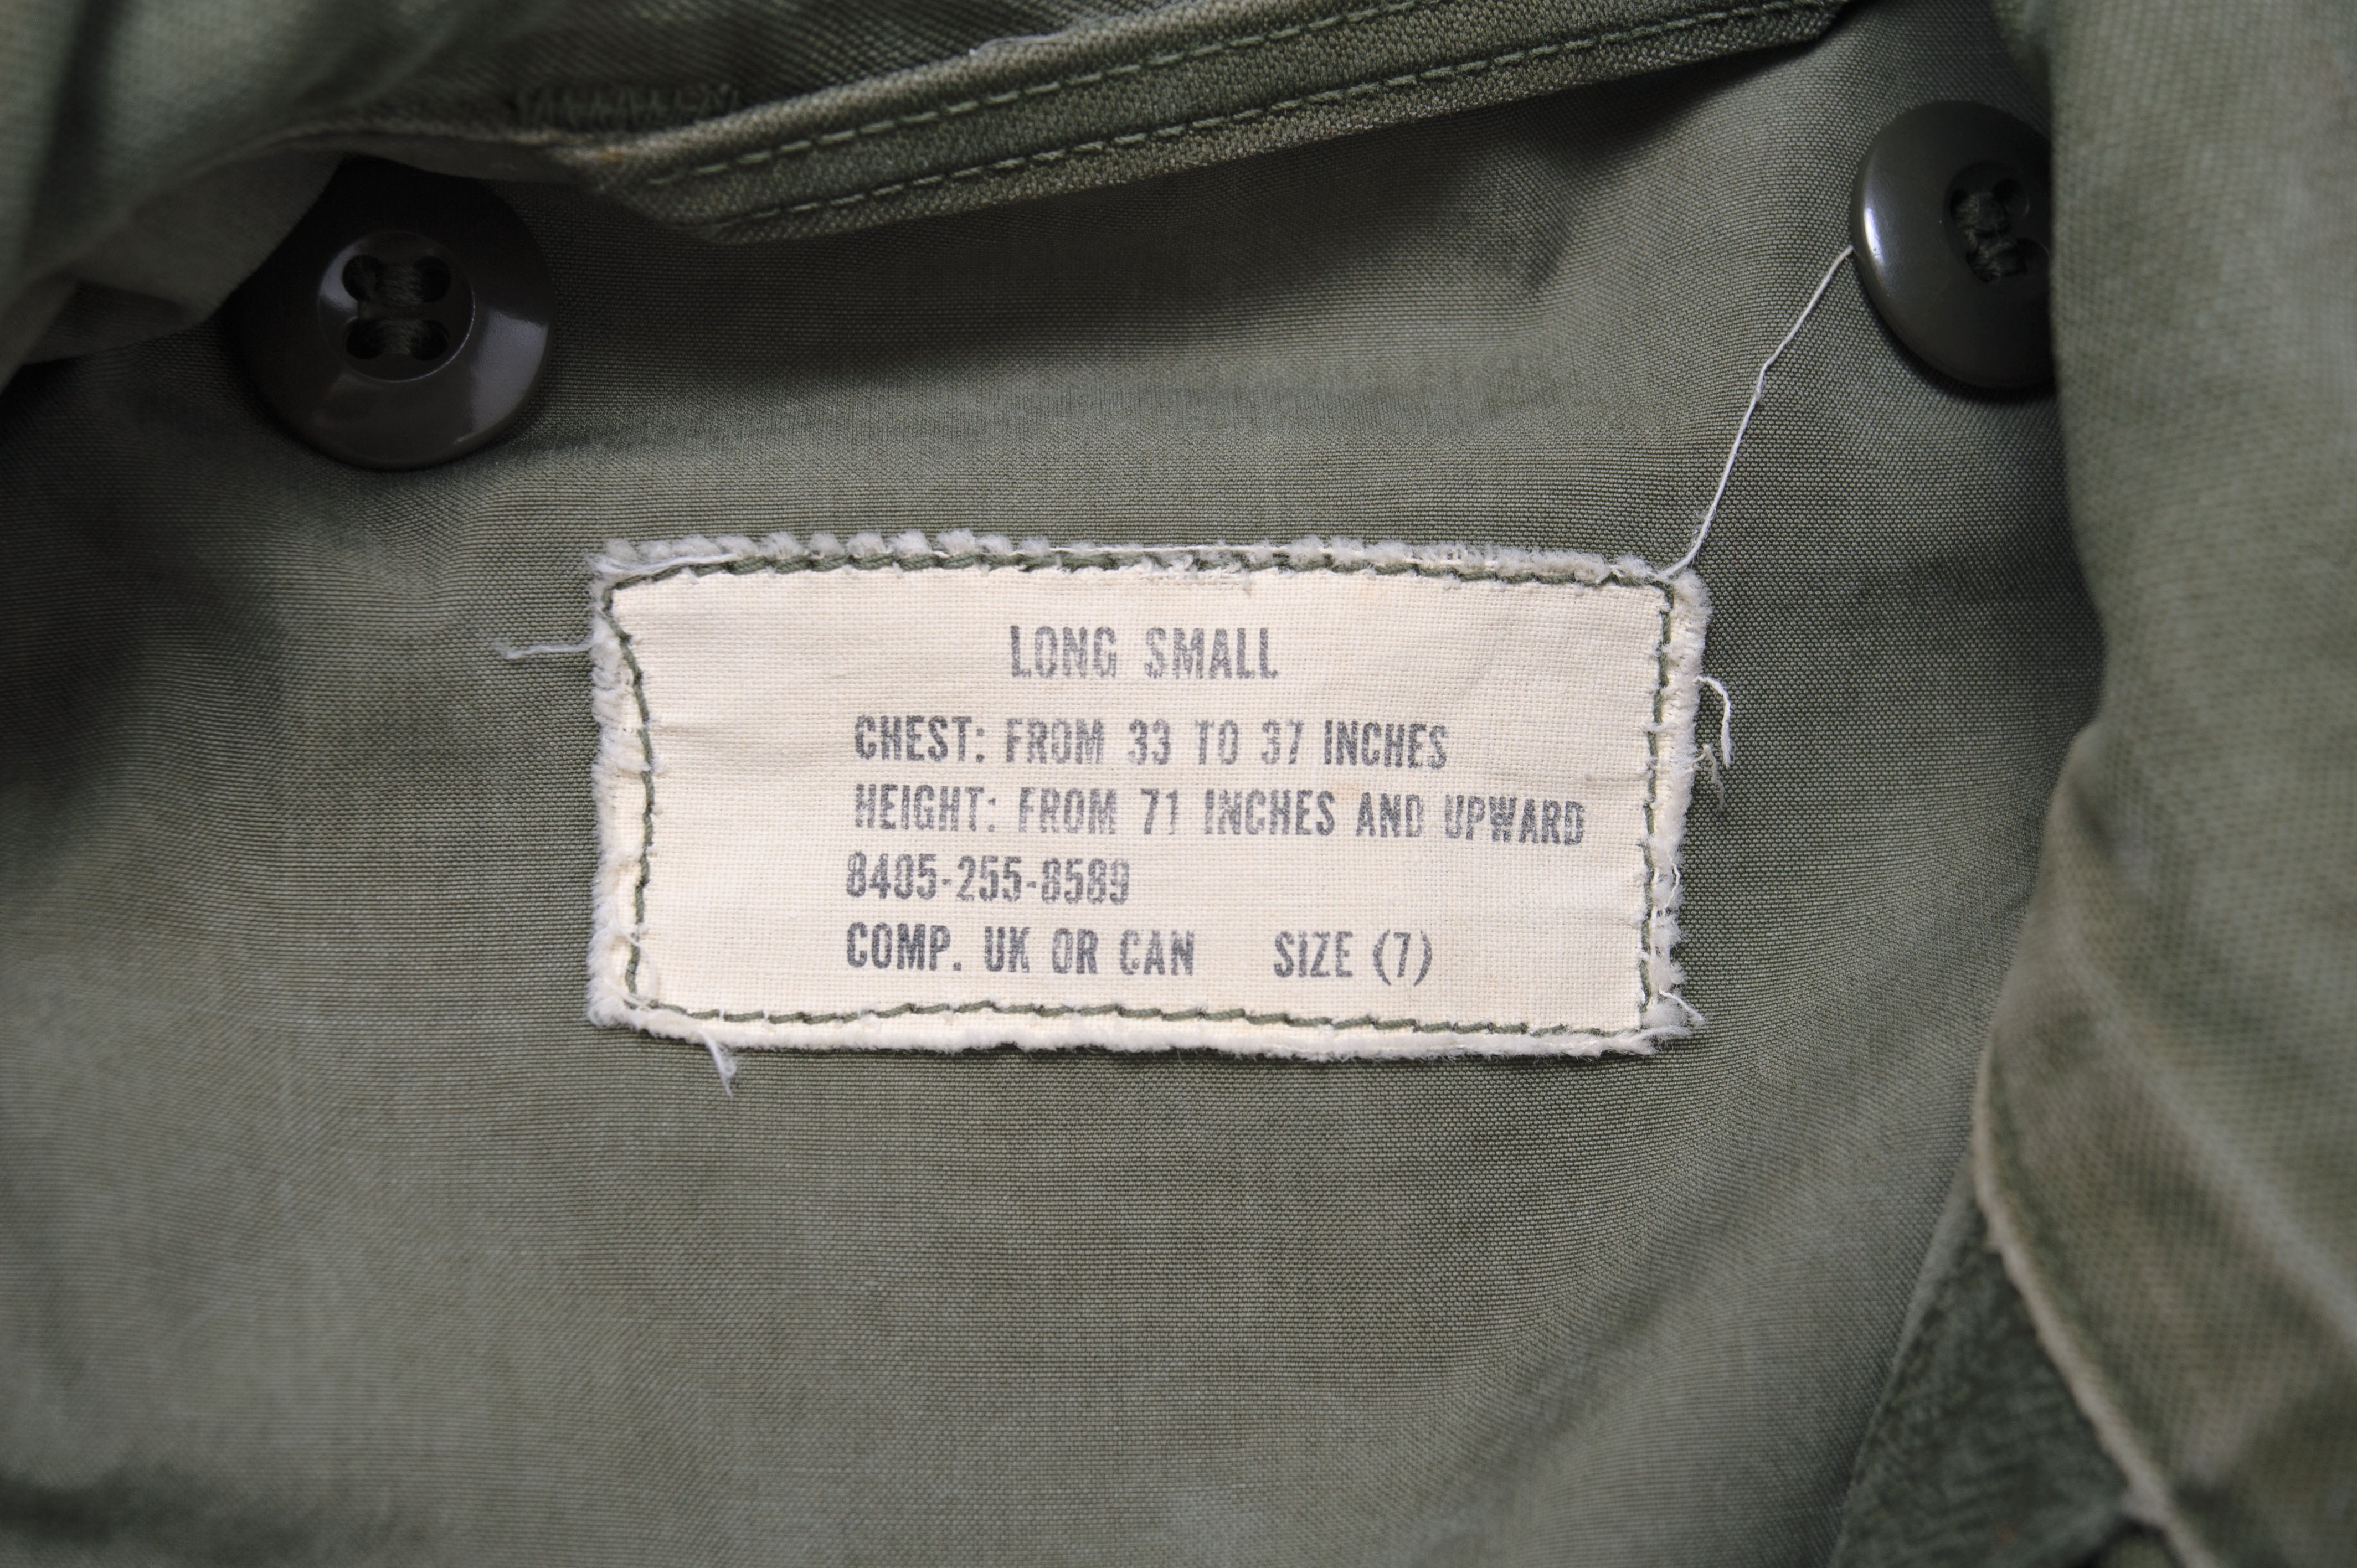 LONG SMALL
CHEST: FROM 33 TO 37 INCHES
HEIGHT: FROM 71 INCHES AND UPWARD
8405-255-8589
COMP. UK OR CAN SIZE (7)